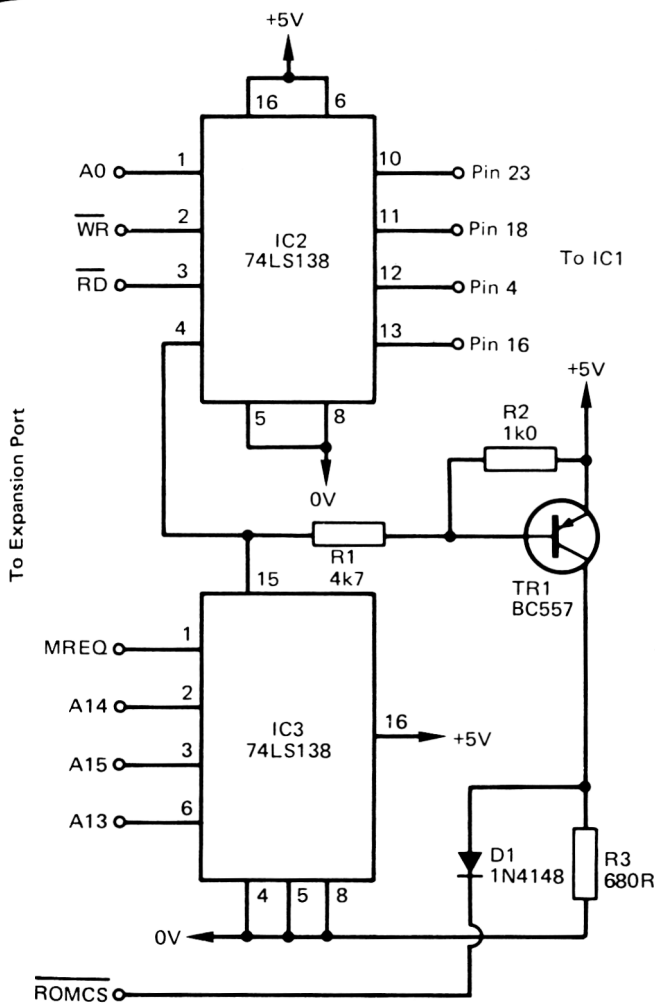 +5V
16 6
A0 1 10 Pin 23
WR 2 11 Pin 18
IC2
74LS138
To IC1
RD 3 12 Pin 4
4 13 Pin 16
+5V
5 8
R2
1k0
0V
To Expansion Port
R1
4k7
TR1
BC557
15
MREQ 1
A14 2
IC3
74LS138
16 +5V
A15 3
A13 6
D1
1N4148
R3
680R
4 5 8
0V
ROMCS